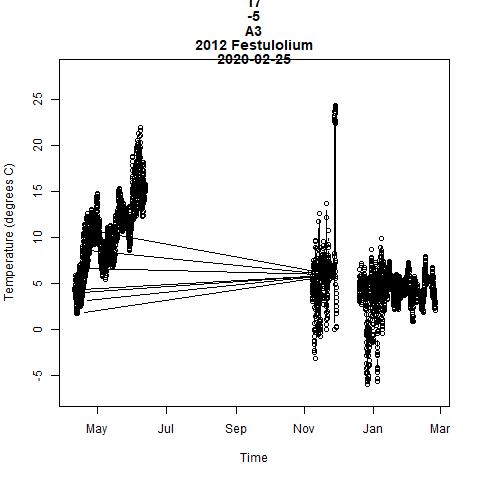 17
-5
A3
2012 Festulolium
2020-02-25
Temperature (degrees C)
25
20
15
10
5
0
-5
May
Jul
Sep
Nov
Jan
Mar
Time